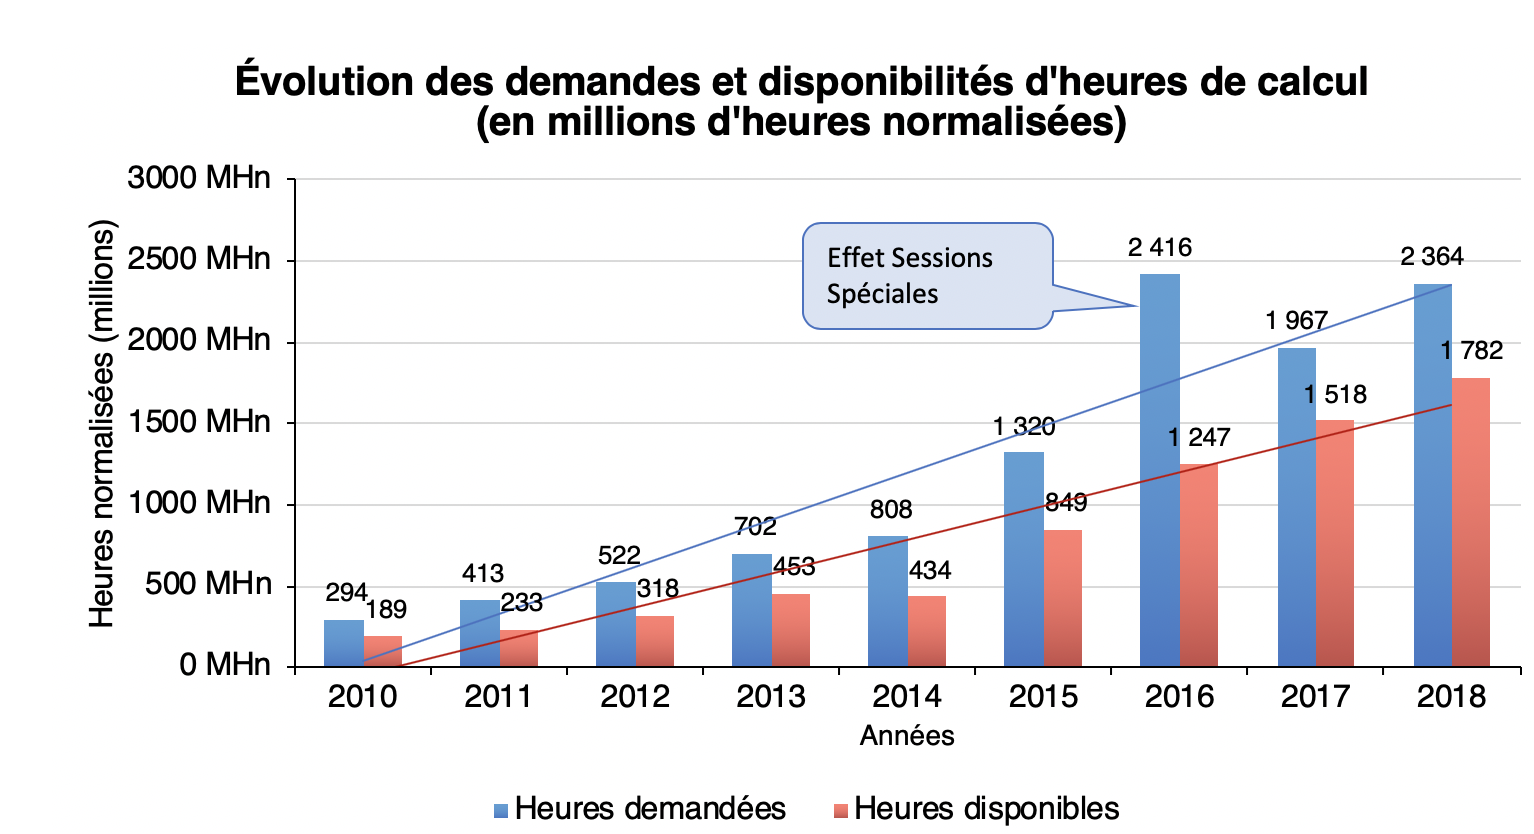 Évolution des demandes et disponibilités d'heures de calcul
(en millions d'heures normalisées)
Heures normalisées (millions)
3000 MHn
2500 MHn
2000 MHn
1500 MHn
1000 MHn
500 MHn
0 MHn
Effet Sessions
Spéciales
294
189
413
233
522
318
702
453
808
434
1 320
849
2 416
1 247
1 967
1 518
2 364
1 782
2010 2011 2012 2013 2014 2015 2016 2017 2018
Années
Heures demandées Heures disponibles